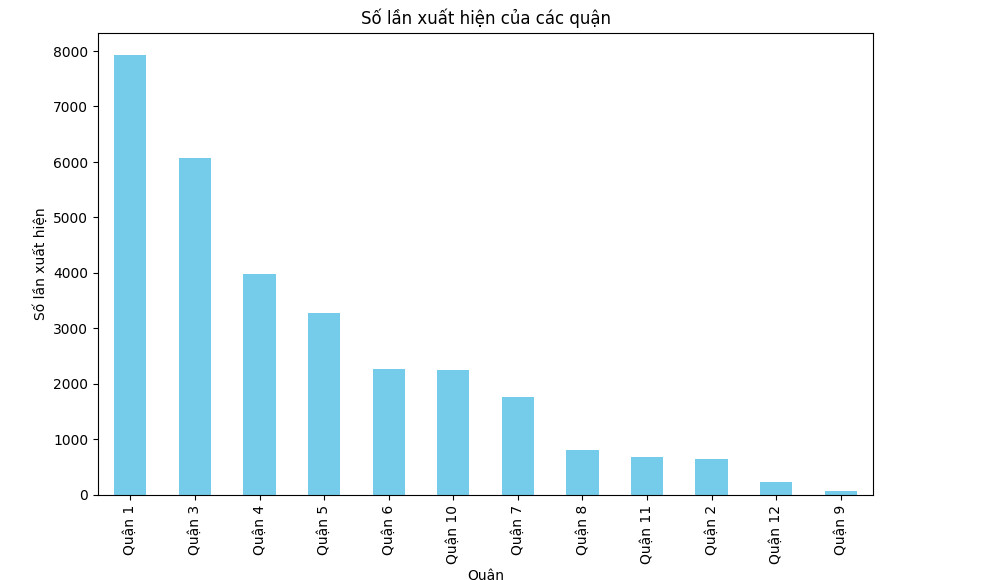 Số lần xuất hiện của các quận
Số lần xuất hiện
8000
7000
6000
5000
4000
3000
2000
1000
0
Quận 1
Quận 3
Quận 4
Quận 5
Quận 6
Quận 10
Quận 7
Quận 8
Quận 11
Quận 2
Quận 12
Quận 9
Quận